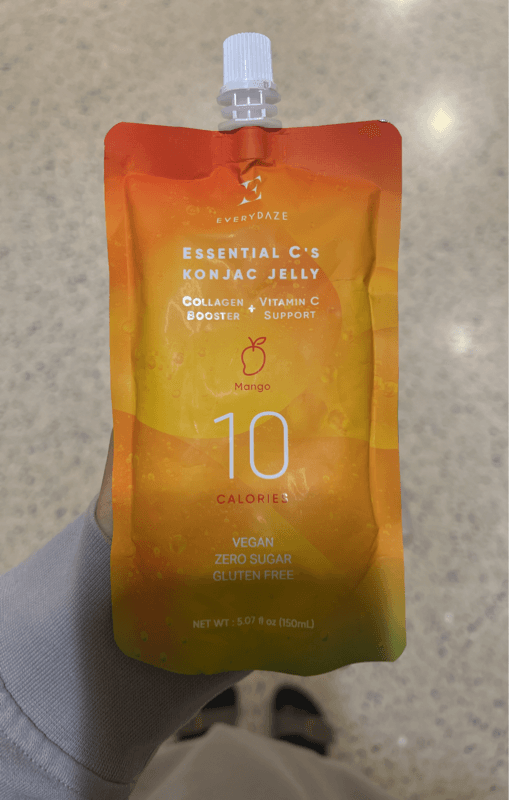 E
EVERYDAZE
ESSENTIAL C'S
KONJAC JELLY
COLLAGEN BOOSTER + VITAMIN C SUPPORT
Mango
10
CALORIES
VEGAN
ZERO SUGAR
GLUTEN FREE
NET WT : 5.07 fl oz (150mL)